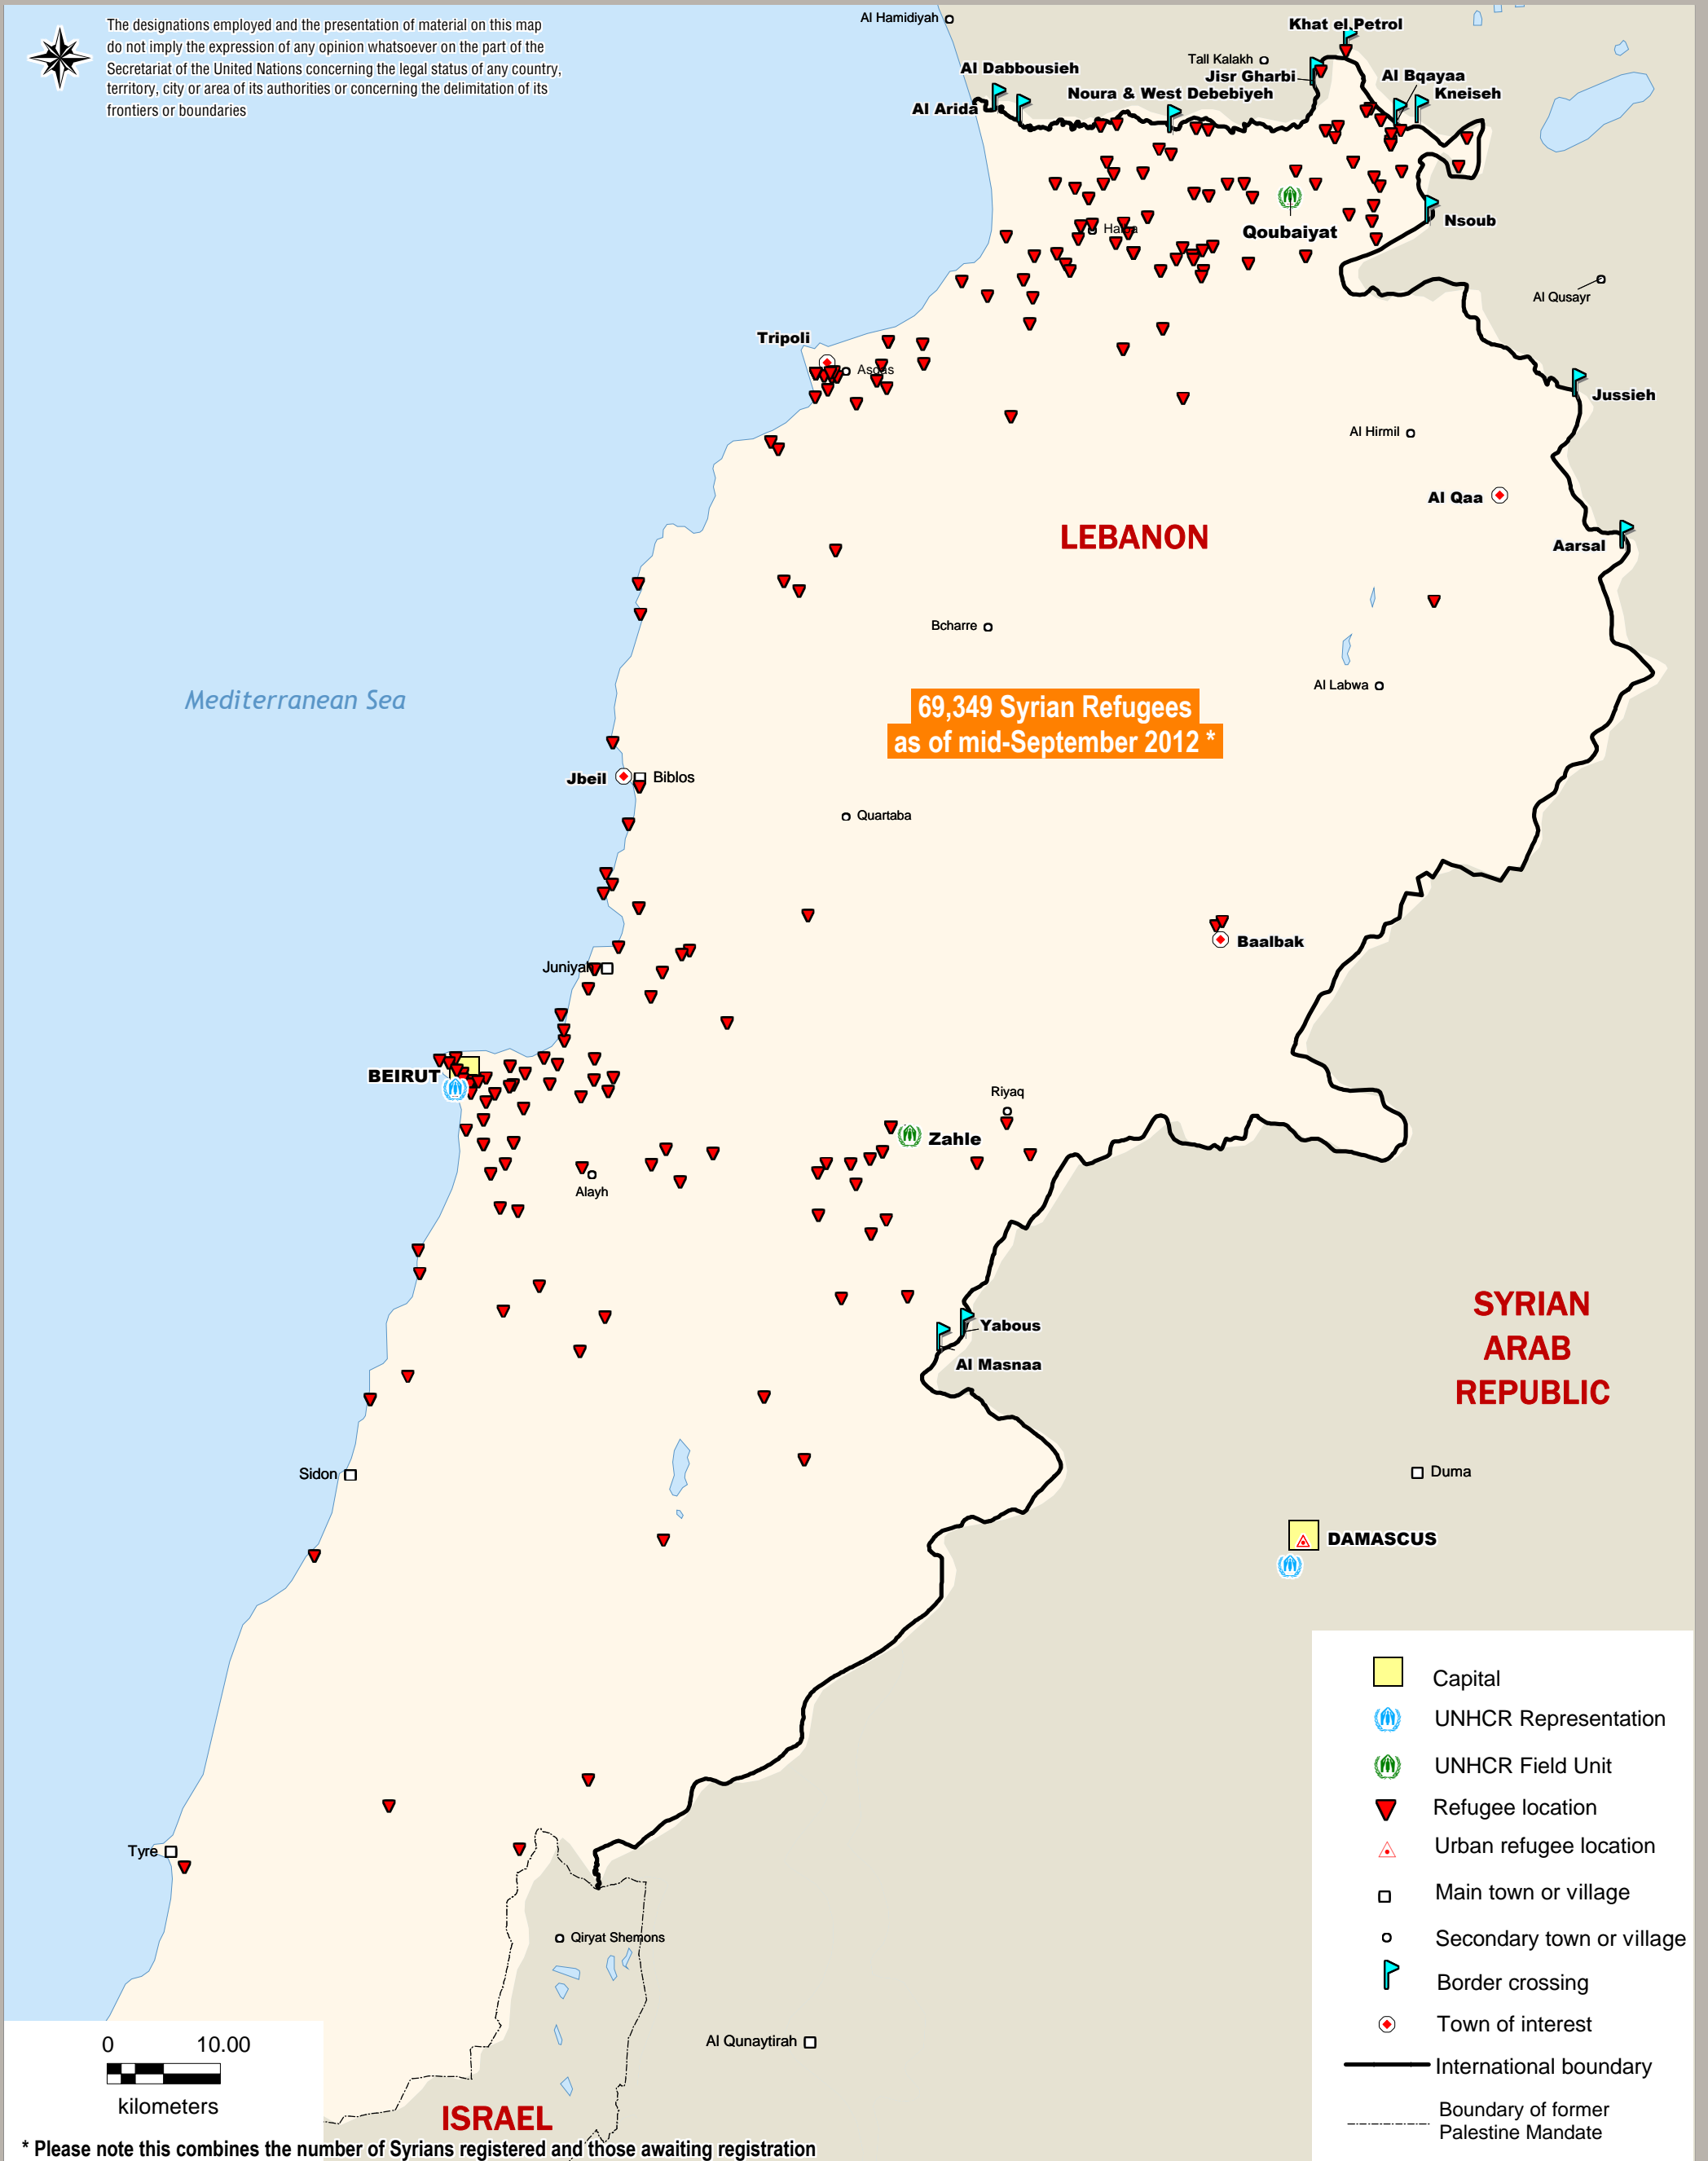 The designations employed and the presentation of material on this map
do not imply the expression of any opinion whatsoever on the part of the
Secretariat of the United Nations concerning the legal status of any country,
territory, city or area of its authorities or concerning the delimitation of its
frontiers or boundaries
Al Hamidiyah
Khat el Petrol
Tall Kalakh
Al Dabbousieh
Jisr Gharbi
Al Bqayaa
Noura & West Debebiyeh
Kneiseh
Al Arida
Nsoub
Halba
Qoubaiyat
Al Qusayr
Tripoli
Asoas
Jussieh
Al Hirmil
Al Qaa
LEBANON
Aarsal
Bcharre
Al Labwa
Mediterranean Sea
69,349 Syrian Refugees
as of mid-September 2012 *
Jbeil
Biblos
Quartaba
Baalbak
Juniyah
BEIRUT
Riyaq
Zahle
Alayh
SYRIAN
ARAB
REPUBLIC
Yabous
Al Masnaa
Sidon
Duma
DAMASCUS
Capital
UNHCR Representation
UNHCR Field Unit
Refugee location
Urban refugee location
Main town or village
Secondary town or village
Border crossing
Town of interest
International boundary
Boundary of former
Palestine Mandate
Tyre
Qiryat Shemons
Al Qunaytirah
0 10.00
kilometers
ISRAEL
* Please note this combines the number of Syrians registered and those awaiting registration